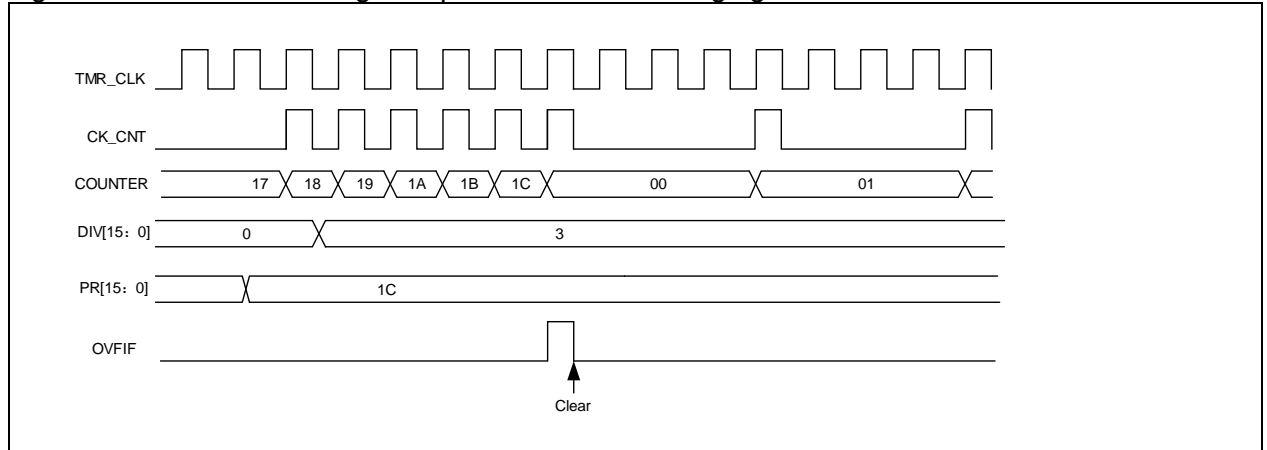 TMR_CLK
CK_CNT
COUNTER 17 18 19 1A 1B 1C 00 01
DIV[15：0] 0 3
PR[15：0] 1C
OVFIF
Clear